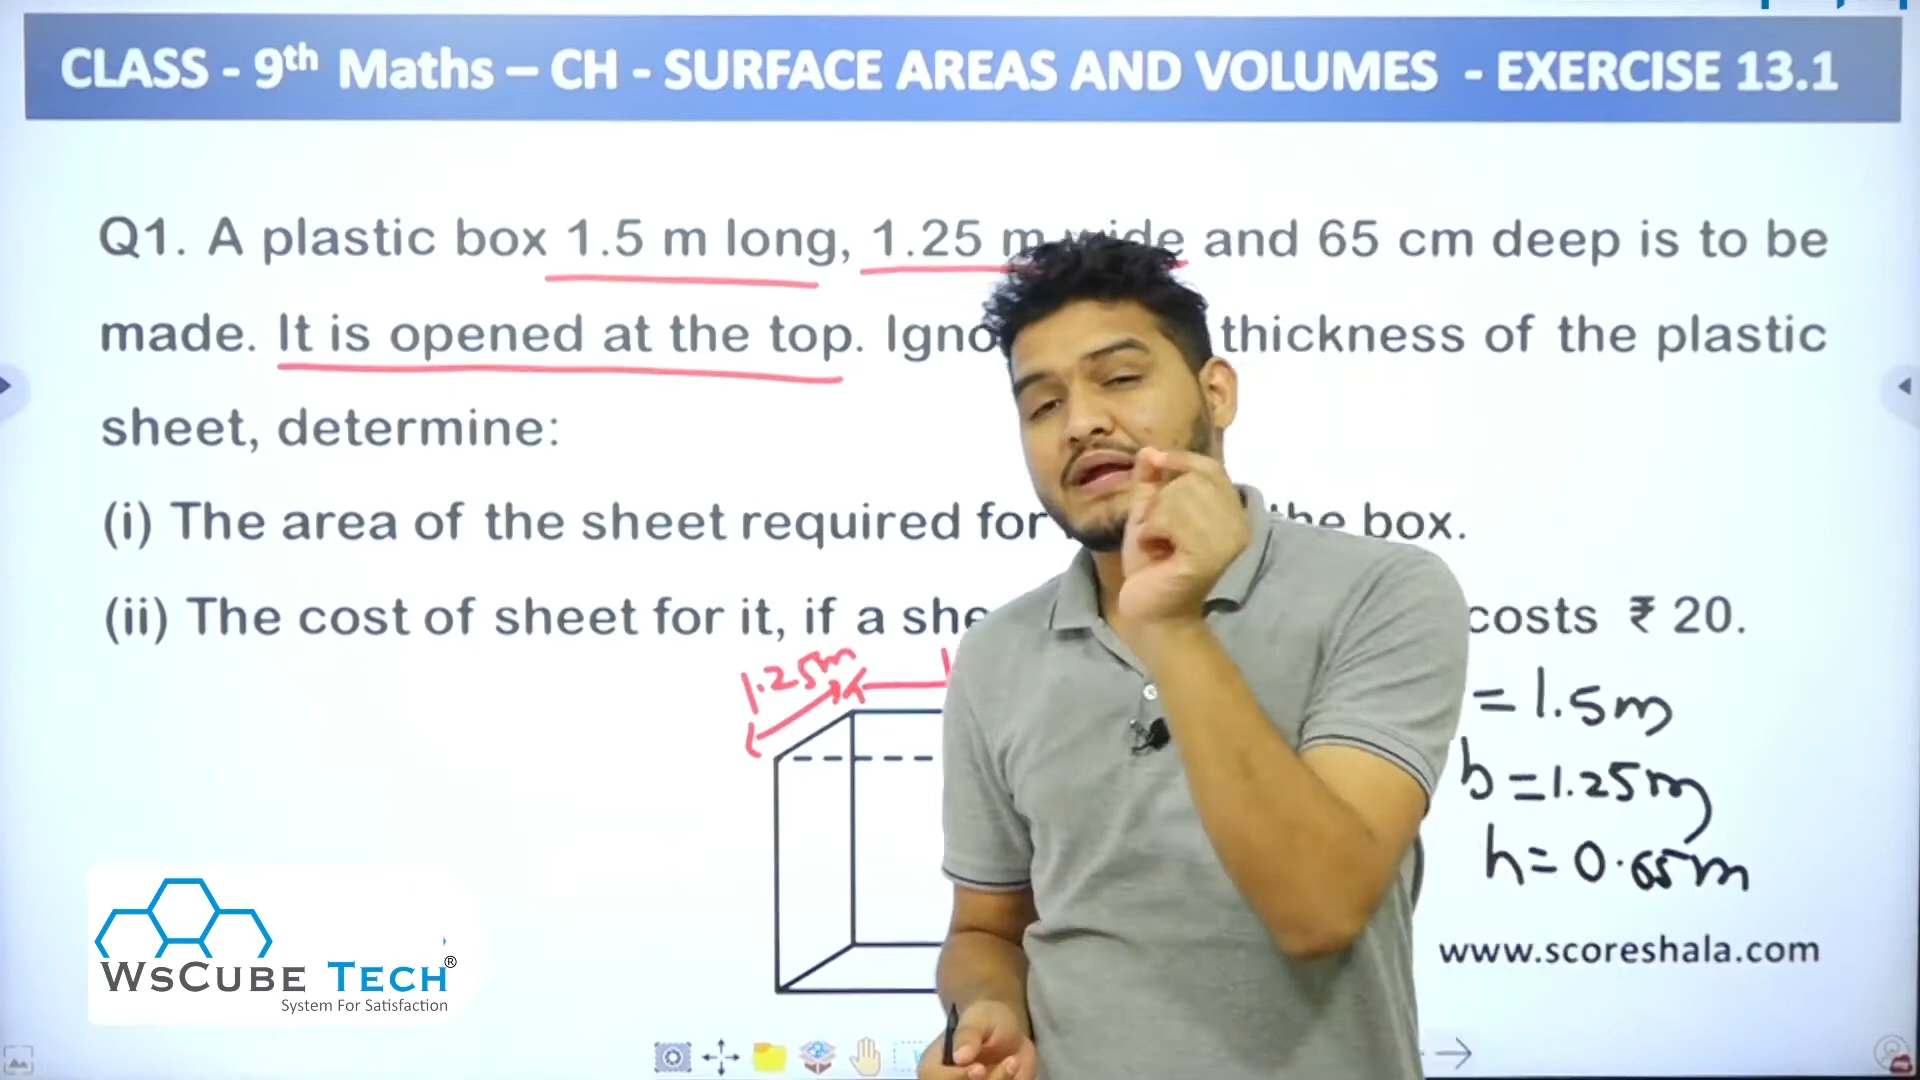 CLASS - 9th Maths – CH - SURFACE AREAS AND VOLUMES - EXERCISE 13.1
Q1. A plastic box 1.5 m long, 1.25 m wide and 65 cm deep is to be
made. It is opened at the top. thickness of the plastic
sheet, determine:
(i) The area of the sheet required for the box.
(ii) The cost of sheet for it, if a costs ₹ 20.
1.25m
= 1.5m
b = 1.25m
h = 0.65m
www.scoreshala.com
WSCUBE TECH®
System For Satisfaction